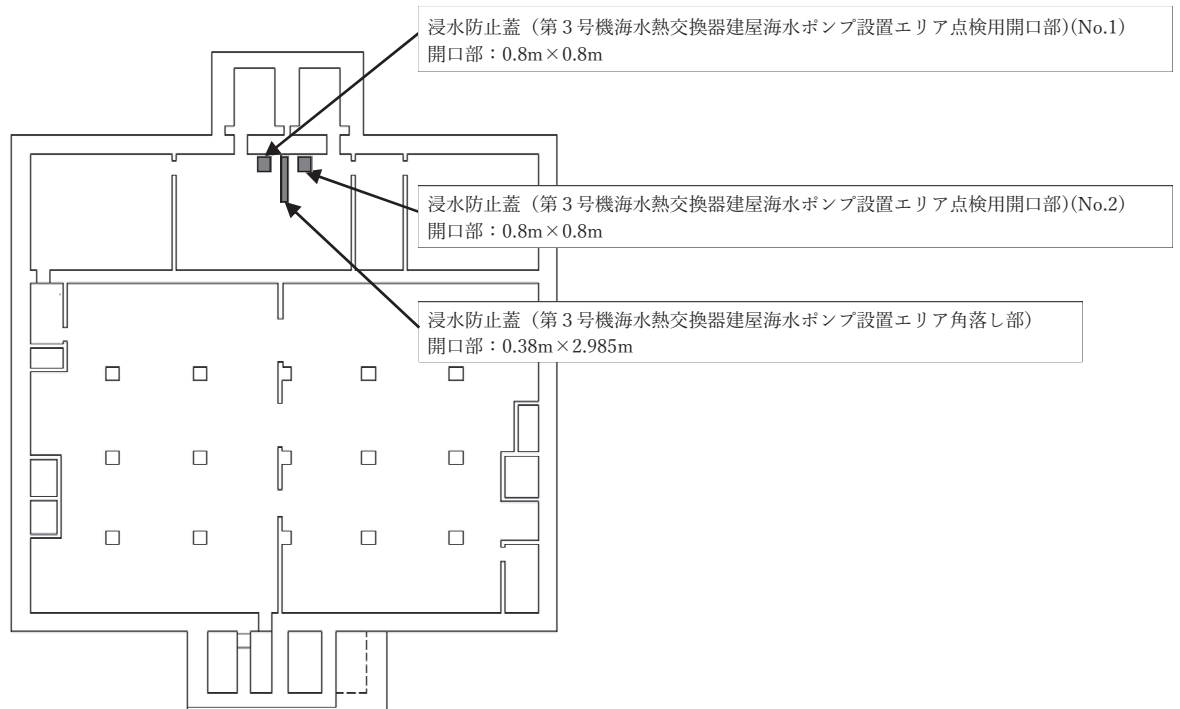 浸水防止蓋（第３号機海水熱交換器建屋海水ポンプ設置エリア点検用開口部）(No.1)
開口部：0.8m×0.8m
浸水防止蓋（第３号機海水熱交換器建屋海水ポンプ設置エリア点検用開口部）(No.2)
開口部：0.8m×0.8m
浸水防止蓋（第３号機海水熱交換器建屋海水ポンプ設置エリア角落し部）
開口部：0.38m×2.985m